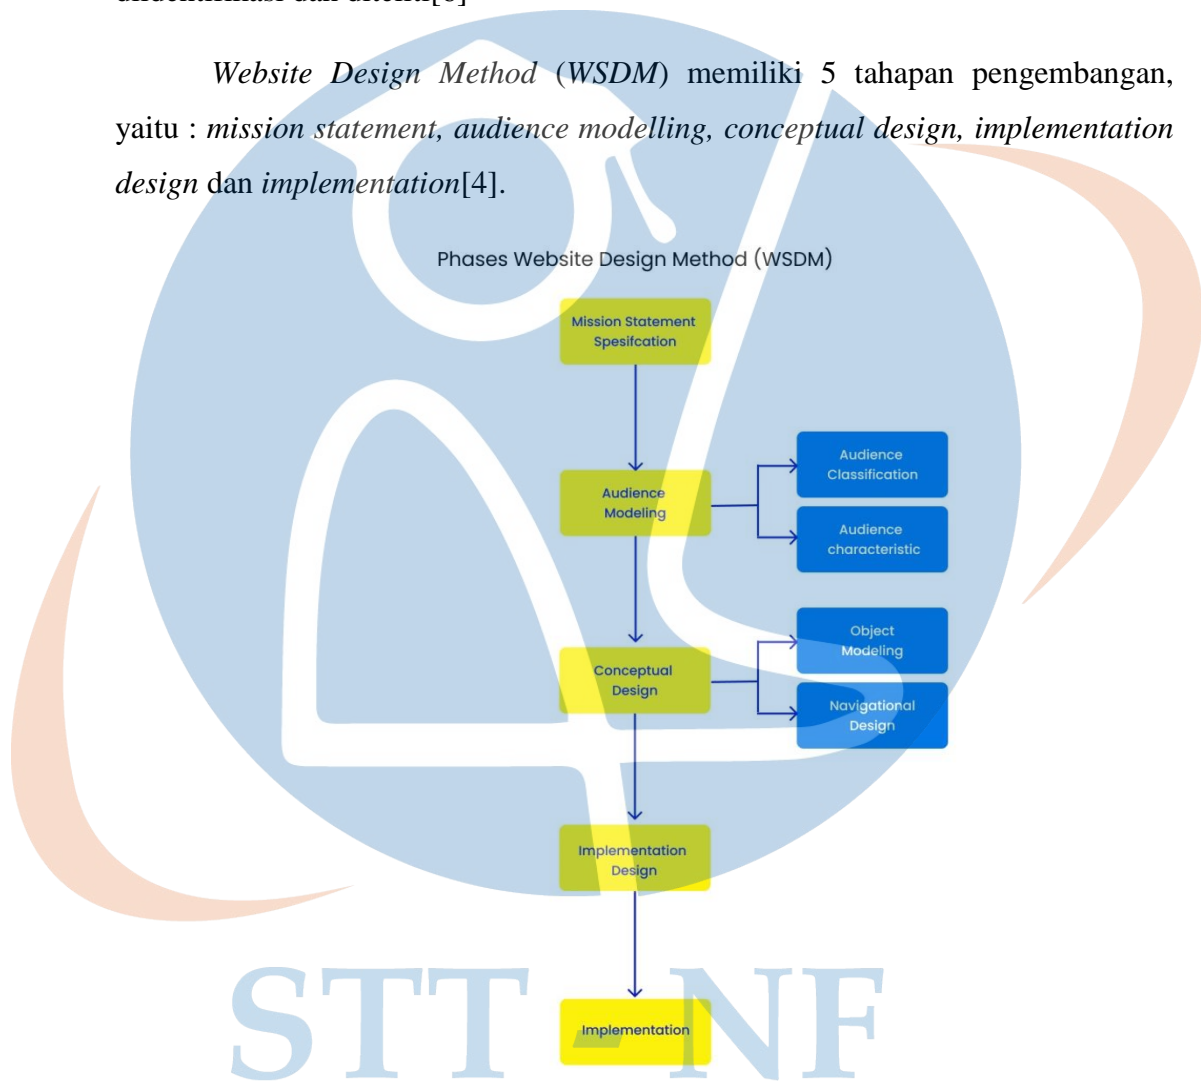 Website Design Method (WSDM) memiliki 5 tahapan pengembangan,
yaitu : mission statement, audience modelling, conceptual design, implementation
design dan implementation[4].
Phases Website Design Method (WSDM)
Mission Statement
Spesifcation
Audience
Modeling
Audience
Classification
Audience
characteristic
Conceptual
Design
Object
Modeling
Navigational
Design
Implementation
Design
Implementation
STT - NF